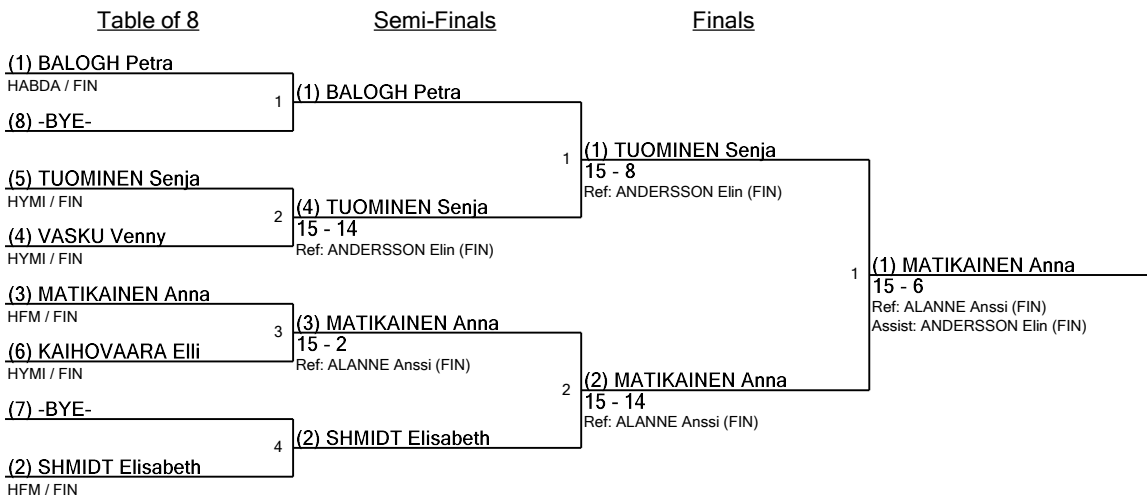 Table of 8
Semi-Finals
Finals
(1) BALOGH Petra
HABDA / FIN
(8) -BYE-
(5) TUOMINEN Senja
HYMI / FIN
(4) VASKU Venny
HYMI / FIN
(3) MATIKAINEN Anna
HFM / FIN
(6) KAIHOVAARA Elli
HYMI / FIN
(7) -BYE-
(2) SHMIDT Elisabeth
HFM / FIN
1
2
3
4
(1) BALOGH Petra
(4) TUOMINEN Senja
15 - 14
Ref: ANDERSSON Elin (FIN)
(3) MATIKAINEN Anna
15 - 2
Ref: ALANNE Anssi (FIN)
(2) SHMIDT Elisabeth
1
2
(1) TUOMINEN Senja
15 - 8
Ref: ANDERSSON Elin (FIN)
(2) MATIKAINEN Anna
15 - 14
Ref: ALANNE Anssi (FIN)
1
(1) MATIKAINEN Anna
15 - 6
Ref: ALANNE Anssi (FIN)
Assist: ANDERSSON Elin (FIN)